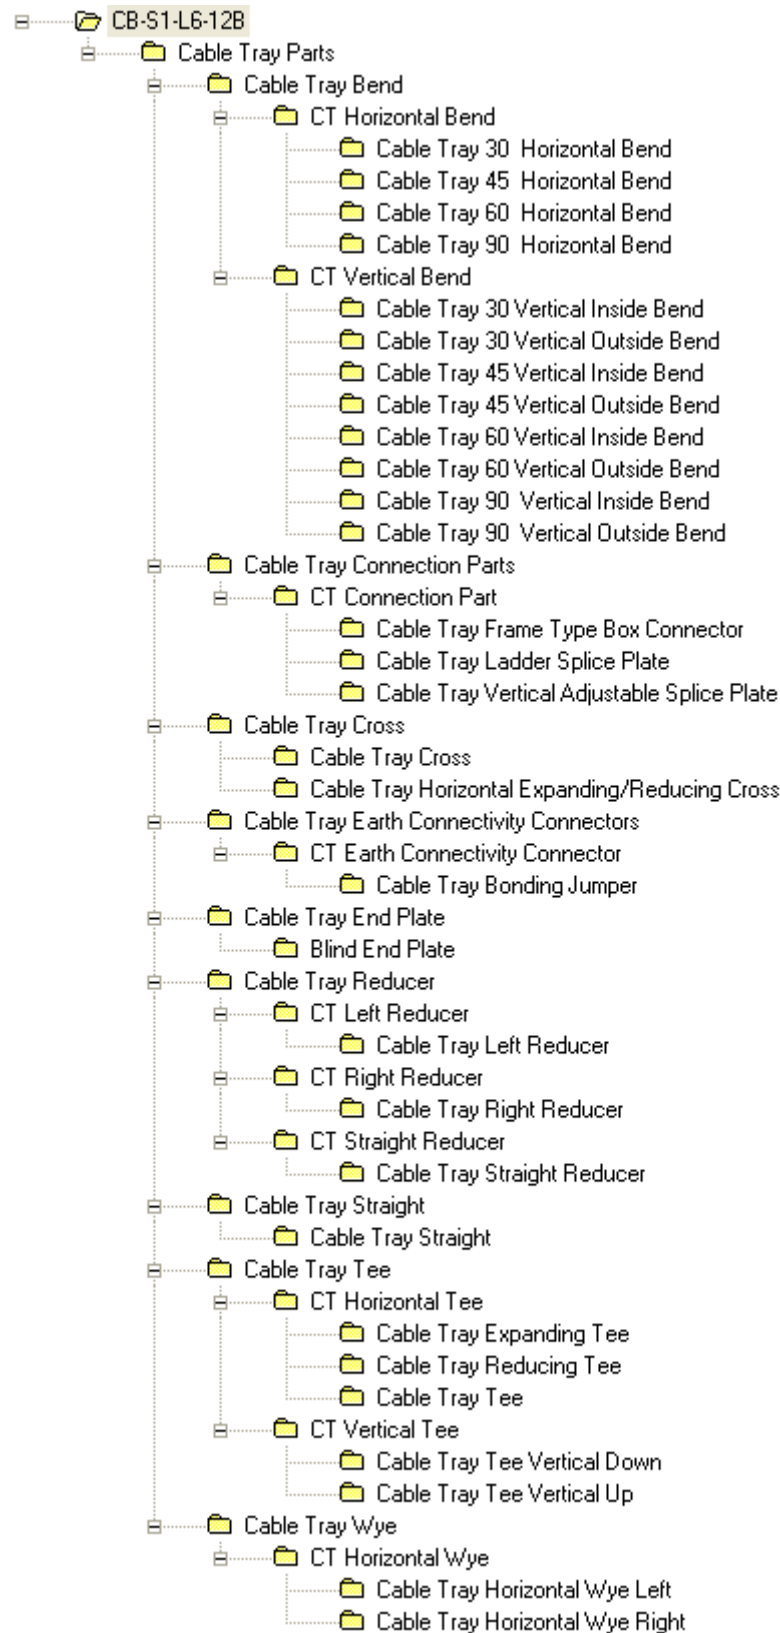 CB-S1-L6-12B
Cable Tray Parts
Cable Tray Bend
CT Horizontal Bend
Cable Tray 30  Horizontal Bend
Cable Tray 45  Horizontal Bend
Cable Tray 60  Horizontal Bend
Cable Tray 90  Horizontal Bend
CT Vertical Bend
Cable Tray 30 Vertical Inside Bend
Cable Tray 30 Vertical Outside Bend
Cable Tray 45 Vertical Inside Bend
Cable Tray 45 Vertical Outside Bend
Cable Tray 60 Vertical Inside Bend
Cable Tray 60 Vertical Outside Bend
Cable Tray 90  Vertical Inside Bend
Cable Tray 90  Vertical Outside Bend
Cable Tray Connection Parts
CT Connection Part
Cable Tray Frame Type Box Connector
Cable Tray Ladder Splice Plate
Cable Tray Vertical Adjustable Splice Plate
Cable Tray Cross
Cable Tray Cross
Cable Tray Horizontal Expanding/Reducing Cross
Cable Tray Earth Connectivity Connectors
CT Earth Connectivity Connector
Cable Tray Bonding Jumper
Cable Tray End Plate
Blind End Plate
Cable Tray Reducer
CT Left Reducer
Cable Tray Left Reducer
CT Right Reducer
Cable Tray Right Reducer
CT Straight Reducer
Cable Tray Straight Reducer
Cable Tray Straight
Cable Tray Straight
Cable Tray Tee
CT Horizontal Tee
Cable Tray Expanding Tee
Cable Tray Reducing Tee
Cable Tray Tee
CT Vertical Tee
Cable Tray Tee Vertical Down
Cable Tray Tee Vertical Up
Cable Tray Wye
CT Horizontal Wye
Cable Tray Horizontal Wye Left
Cable Tray Horizontal Wye Right